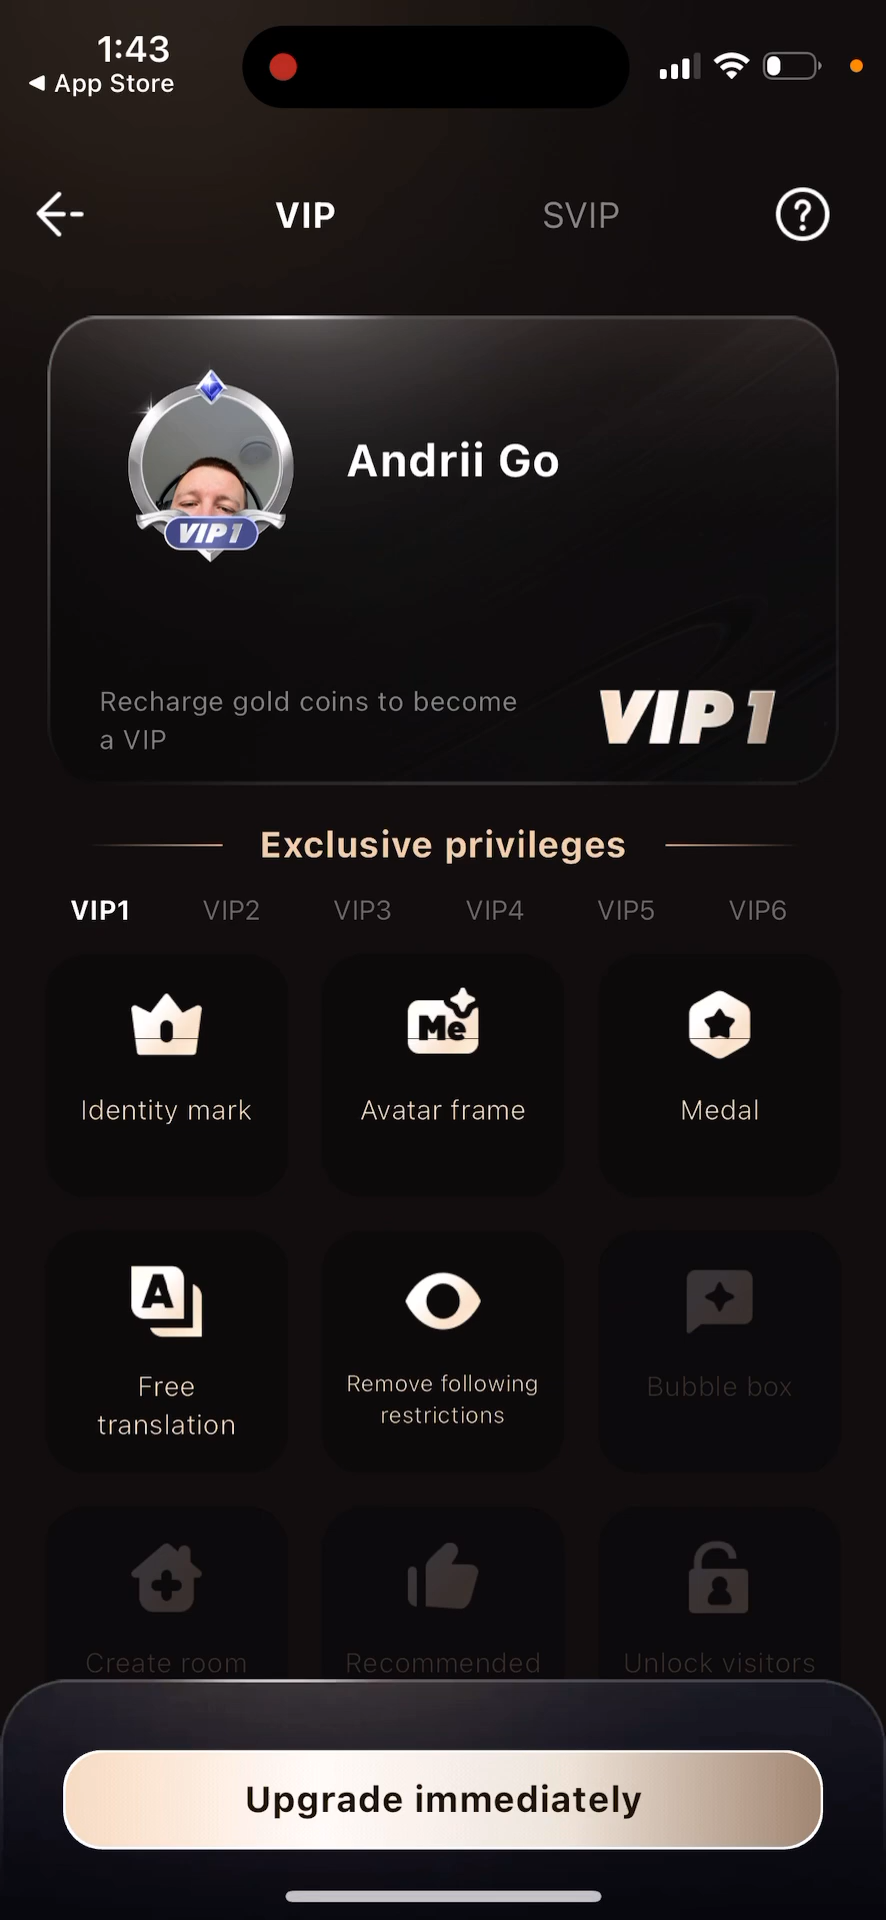 1:43
App Store
VIP
SVIP
Andrii Go
VIP1
Recharge gold coins to become
a VIP
VIP 1
Exclusive privileges
VIP1
VIP2
VIP3
VIP4
VIP5
VIP6
Me
Identity mark
Avatar frame
Medal
A
Free
translation
Remove following
restrictions
Bubble box
Create room
Recommended
Unlock visitors
Upgrade immediately